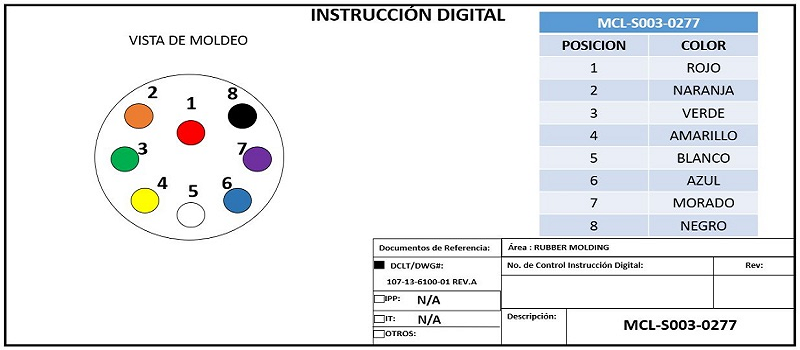 INSTRUCCIÓN DIGITAL
VISTA DE MOLDEO
2
8
1
3
7
4
5
6
MCL-S003-0277
POSICION COLOR
1 ROJO
2 NARANJA
3 VERDE
4 AMARILLO
5 BLANCO
6 AZUL
7 MORADO
8 NEGRO
Documentos de Referencia:
DCLT/DWG#:
107-13-6100-01 REV.A
IPP: N/A
IT: N/A
OTROS:
Área : RUBBER MOLDING
No. de Control Instrucción Digital: Rev:
Descripción: MCL-S003-0277